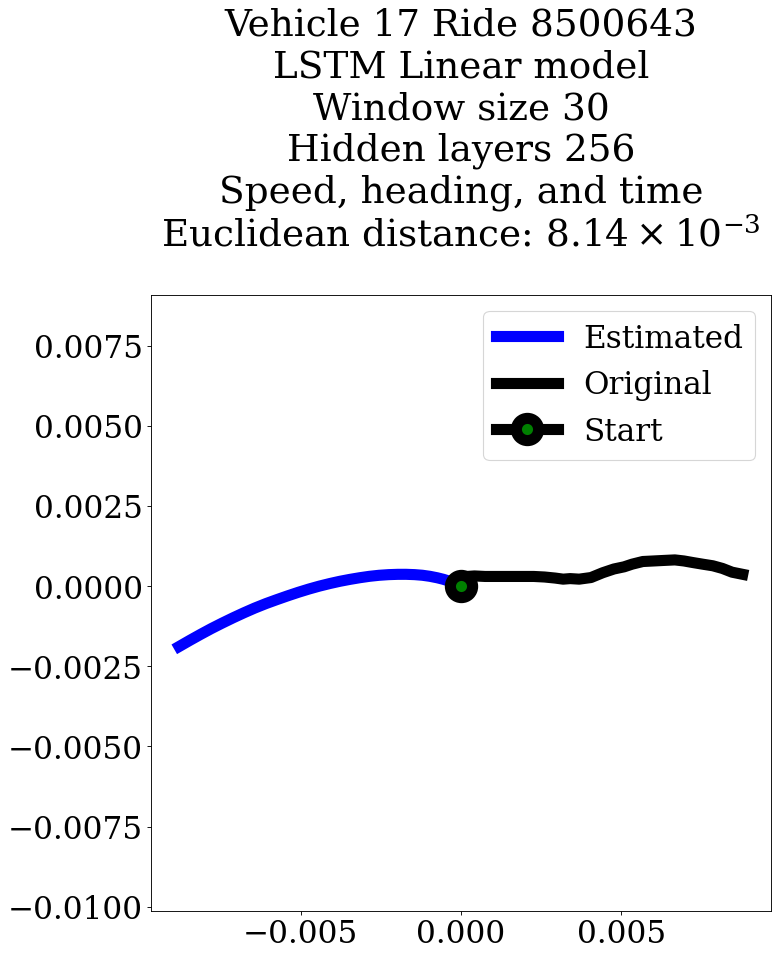 Vehicle 17 Ride 8500643
LSTM Linear model
Window size 30
Hidden layers 256
Speed, heading, and time
Euclidean distance: 8.14 × 10⁻³
Estimated
Original
Start
0.0075
0.0050
0.0025
0.0000
−0.0025
−0.0050
−0.0075
−0.0100
−0.005 0.000 0.005